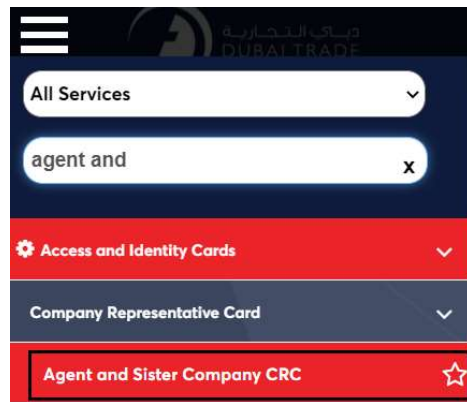 دبي التجارية
DUBAI TRADE
All Services
agent and
x
Access and Identity Cards
Company Representative Card
Agent and Sister Company CRC